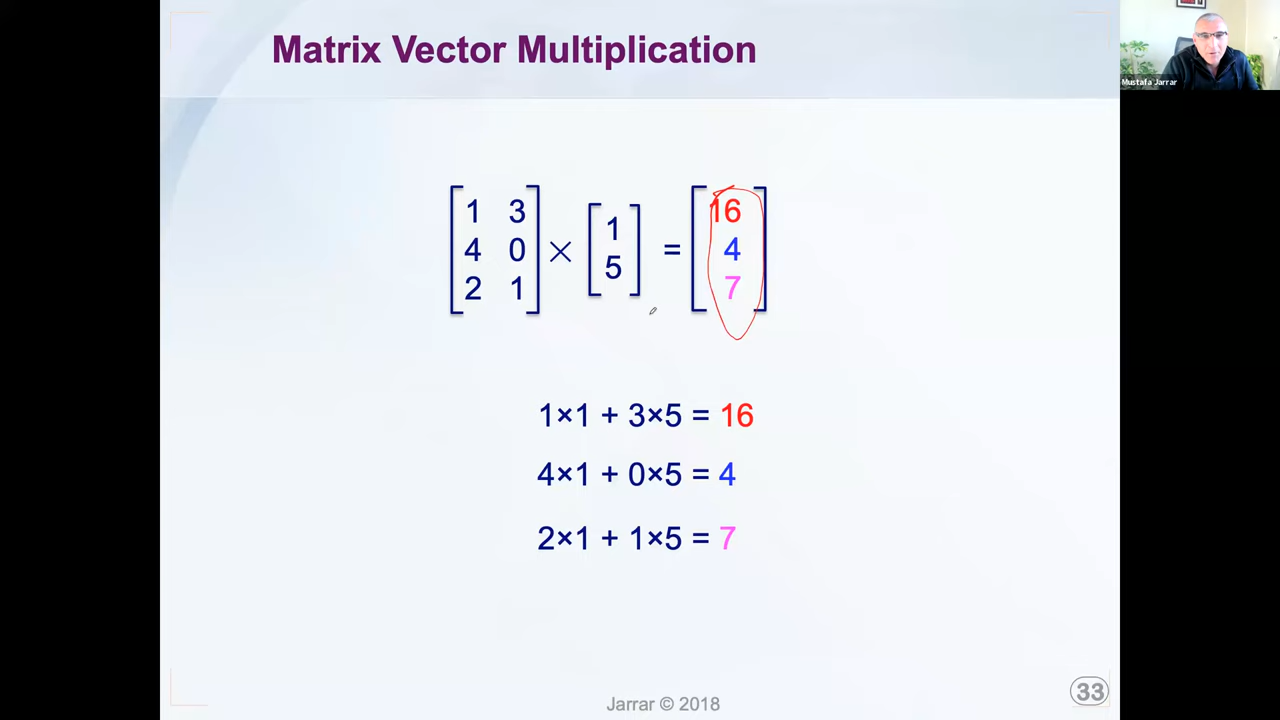 Matrix Vector Multiplication
Mustafa Jarrar
1 3
4 0
2 1
×
1
5
=
16
4
7
1×1 + 3×5 = 16
4×1 + 0×5 = 4
2×1 + 1×5 = 7
Jarrar © 2018
33